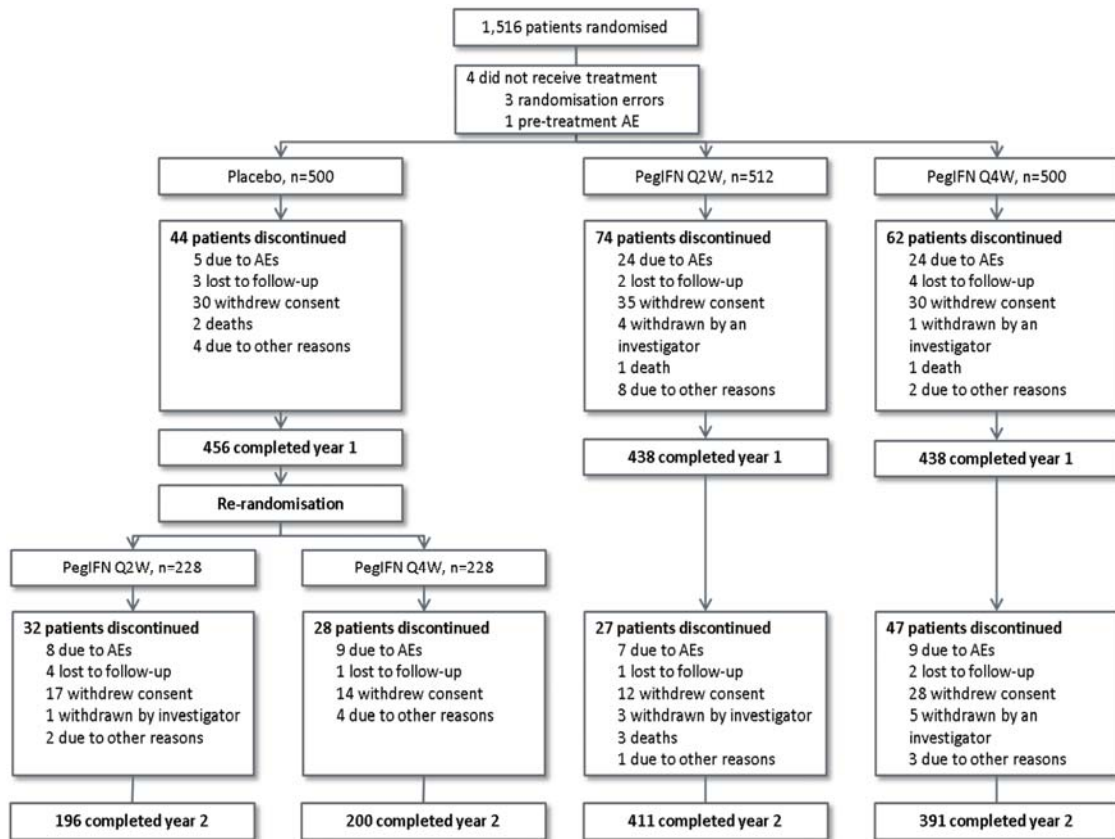 1,516 patients randomised
4 did not receive treatment
3 randomisation errors
1 pre-treatment AE
Placebo, n=500
PegIFN Q2W, n=512
PegIFN Q4W, n=500
44 patients discontinued
5 due to AEs
3 lost to follow-up
30 withdrew consent
2 deaths
4 due to other reasons
74 patients discontinued
24 due to AEs
2 lost to follow-up
35 withdrew consent
4 withdrawn by an
investigator
1 death
8 due to other reasons
62 patients discontinued
24 due to AEs
4 lost to follow-up
30 withdrew consent
1 withdrawn by an
investigator
1 death
2 due to other reasons
456 completed year 1
438 completed year 1
438 completed year 1
Re-randomisation
PegIFN Q2W, n=228
PegIFN Q4W, n=228
32 patients discontinued
8 due to AEs
4 lost to follow-up
17 withdrew consent
1 withdrawn by investigator
2 due to other reasons
28 patients discontinued
9 due to AEs
1 lost to follow-up
14 withdrew consent
4 due to other reasons
27 patients discontinued
7 due to AEs
1 lost to follow-up
12 withdrew consent
3 withdrawn by investigator
3 deaths
1 due to other reasons
47 patients discontinued
9 due to AEs
2 lost to follow-up
28 withdrew consent
5 withdrawn by an
investigator
3 due to other reasons
196 completed year 2
200 completed year 2
411 completed year 2
391 completed year 2